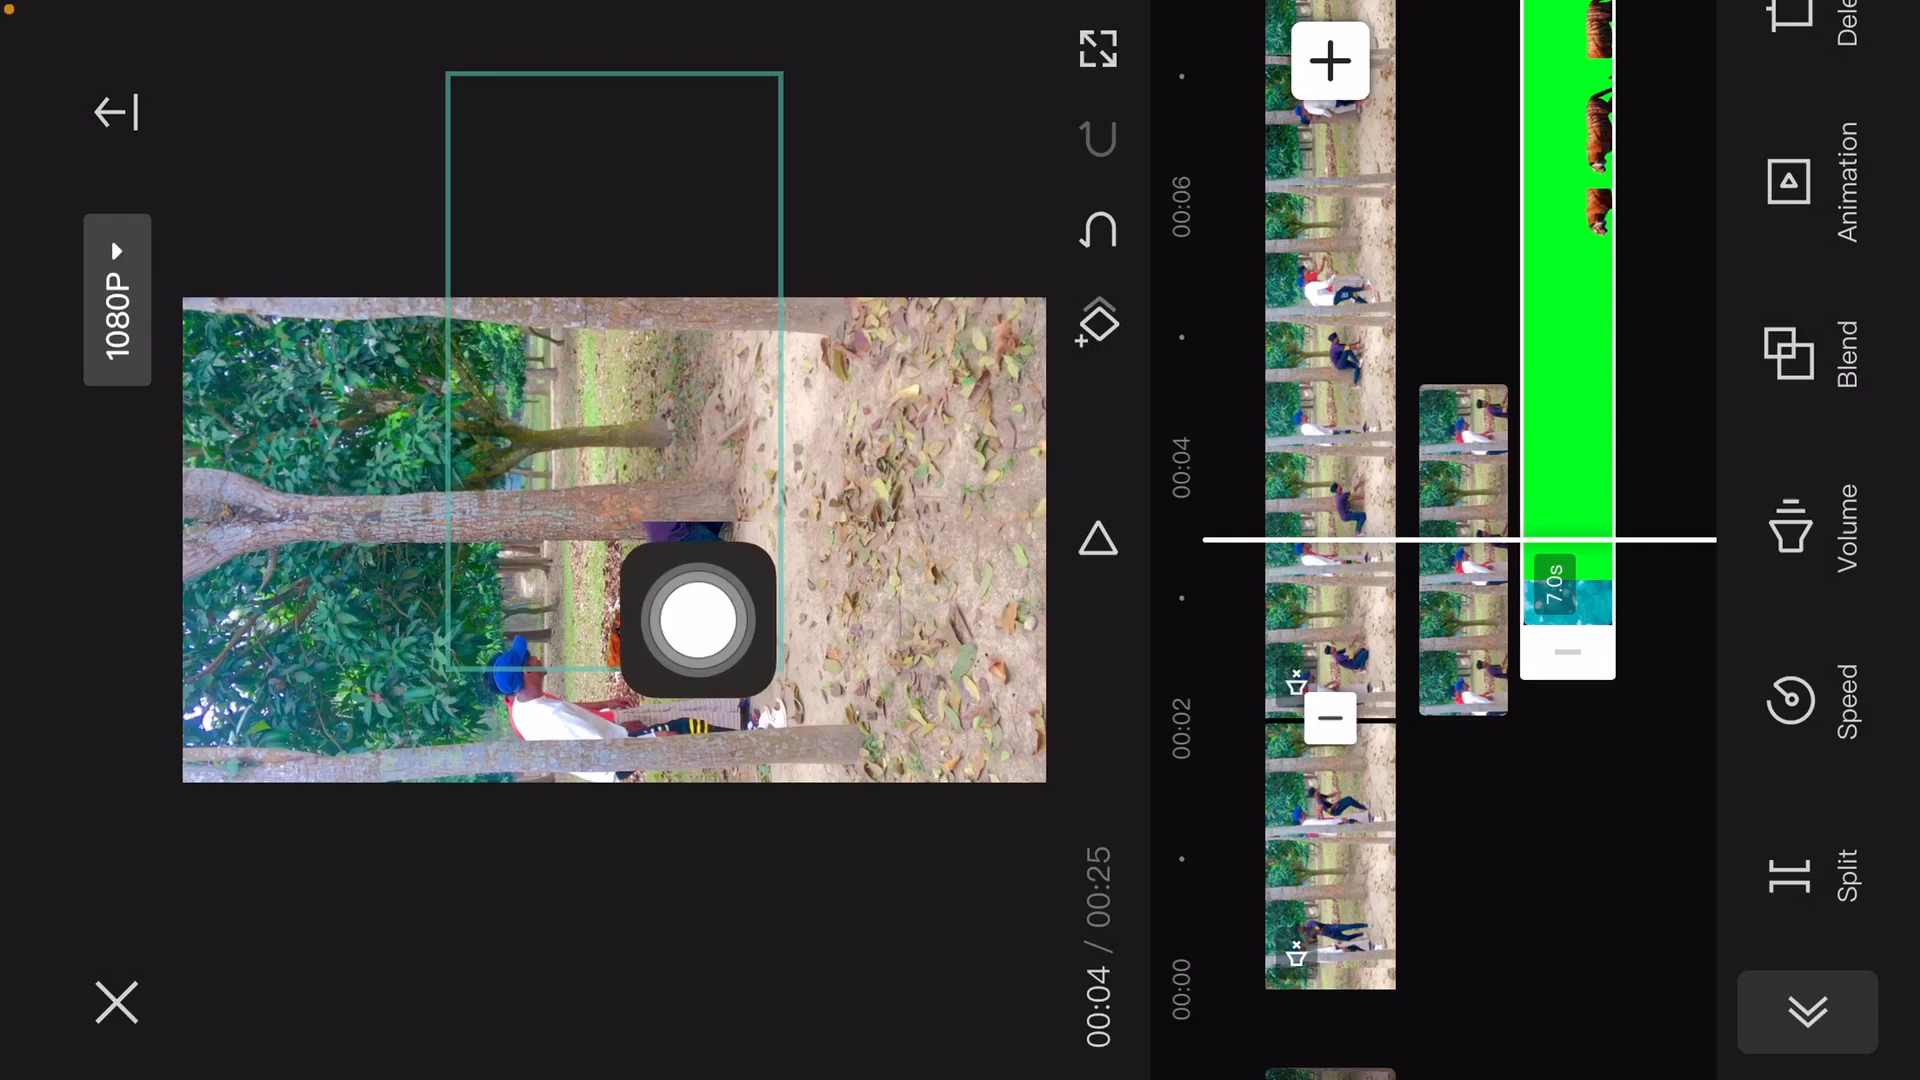 1080P
00:04 / 00:25
00:00
00:02
00:04
00:06
7.0s
Split
Speed
Volume
Blend
Animation
Dele